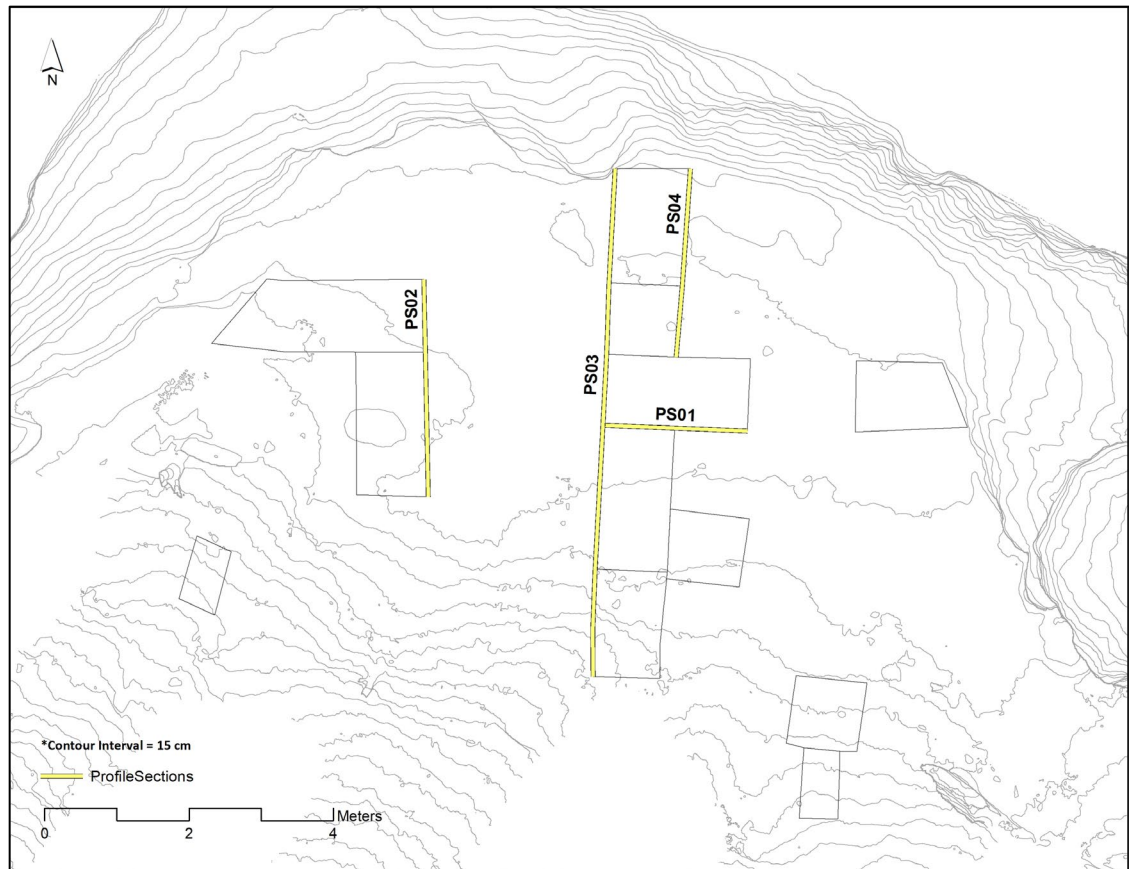 N
PS04
PS02
PS03
PS01
*Contour Interval = 15 cm
ProfileSections
Meters
0 2 4